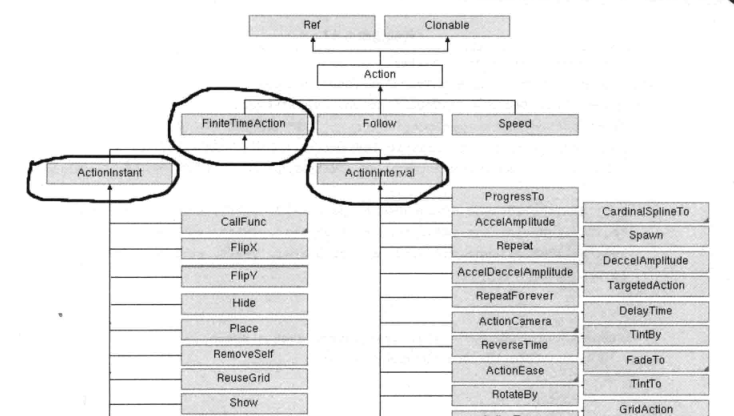 Ref
Clonable
Action
FiniteTimeAction
Follow
Speed
ActionInstant
ActionInterval
CallFunc
FlipX
FlipY
Hide
Place
RemoveSelf
ReuseGrid
Show
ProgressTo
AccelAmplitude
Repeat
AccelDeccelAmplitude
RepeatForever
ActionCamera
ReverseTime
ActionEase
RotateBy
CardinalSplineTo
Spawn
DeccelAmplitude
TargetedAction
DelayTime
TintBy
FadeTo
TintTo
GridAction